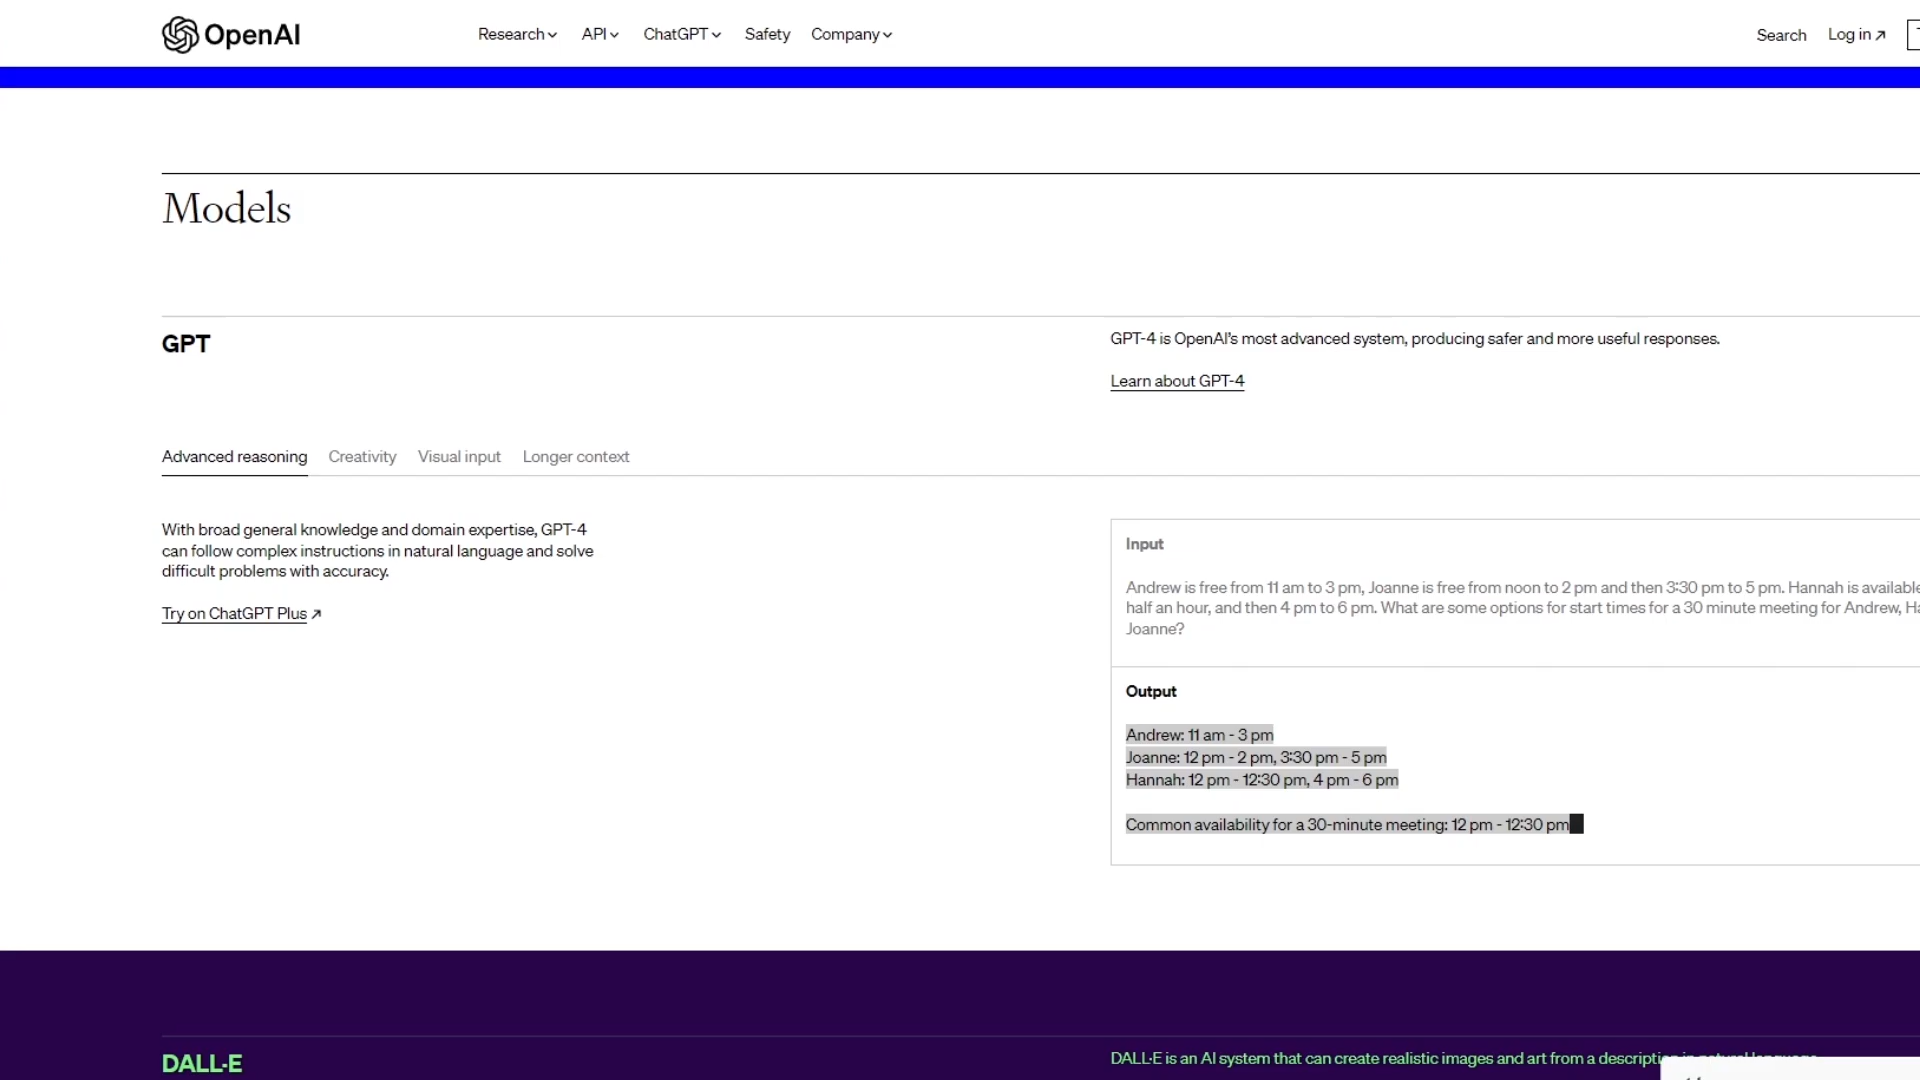 OpenAI
Research API ChatGPT Safety Company Search Log in
Models
GPT
GPT-4 is OpenAI's most advanced system, producing safer and more useful responses.
Learn about GPT-4
Advanced reasoning Creativity Visual input Longer context
With broad general knowledge and domain expertise, GPT-4
can follow complex instructions in natural language and solve
difficult problems with accuracy.
Try on ChatGPT Plus
Input
Andrew is free from 11 am to 3 pm, Joanne is free from noon to 2 pm and then 3:30 pm to 5 pm. Hannah is available
half an hour, and then 4 pm to 6 pm. What are some options for start times for a 30 minute meeting for Andrew,
Joanne?
Output
Andrew: 11 am - 3 pm
Joanne: 12 pm - 2 pm, 3:30 pm - 5 pm
Hannah: 12 pm - 12:30 pm, 4 pm - 6 pm
Common availability for a 30-minute meeting: 12 pm - 12:30 pm
DALL·E
DALL·E is an AI system that can create realistic images and art from a description in natural language.